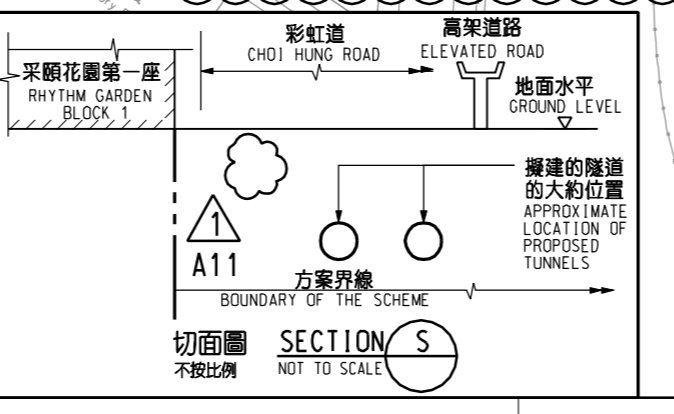 彩虹道
CHOI HUNG ROAD
高架道路
ELEVATED ROAD
采頤花園第一座
RHYTHM GARDEN
BLOCK 1
地面水平
GROUND LEVEL
擬建的隧道
的大約位置
APPROXIMATE
LOCATION OF
PROPOSED
TUNNELS
1
A11
方案界線
BOUNDARY OF THE SCHEME
切面圖
不按比例
SECTION S
NOT TO SCALE